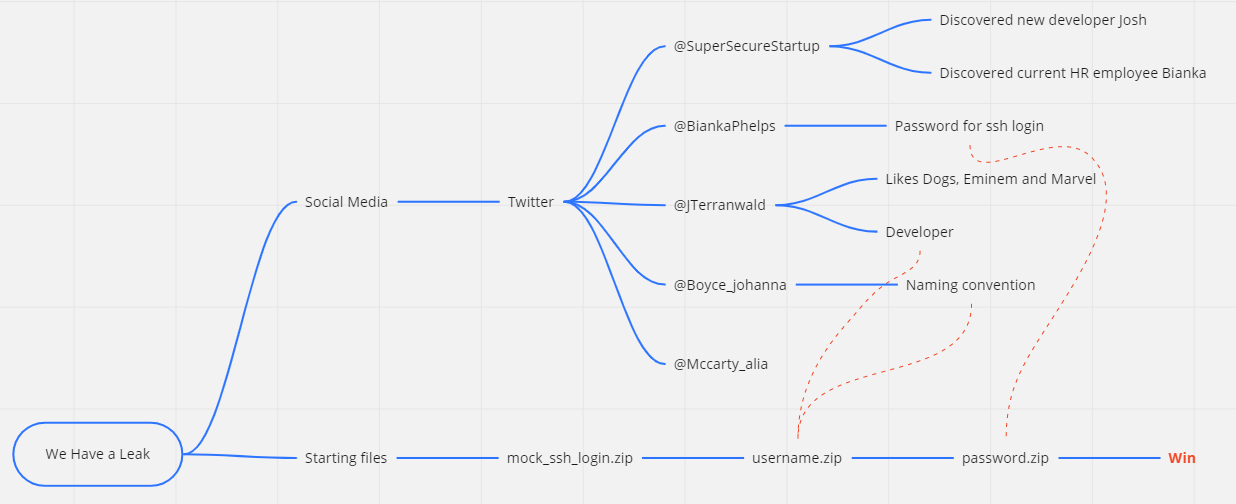 Discovered new developer Josh
@SuperSecureStartup
Discovered current HR employee Bianka
@BiankaPhelps
Password for ssh login
Likes Dogs, Eminem and Marvel
Social Media
Twitter
@JTerranwald
Developer
@Boyce_johanna
Naming convention
@Mccarty_alia
We Have a Leak
Starting files
mock_ssh_login.zip
username.zip
password.zip
Win